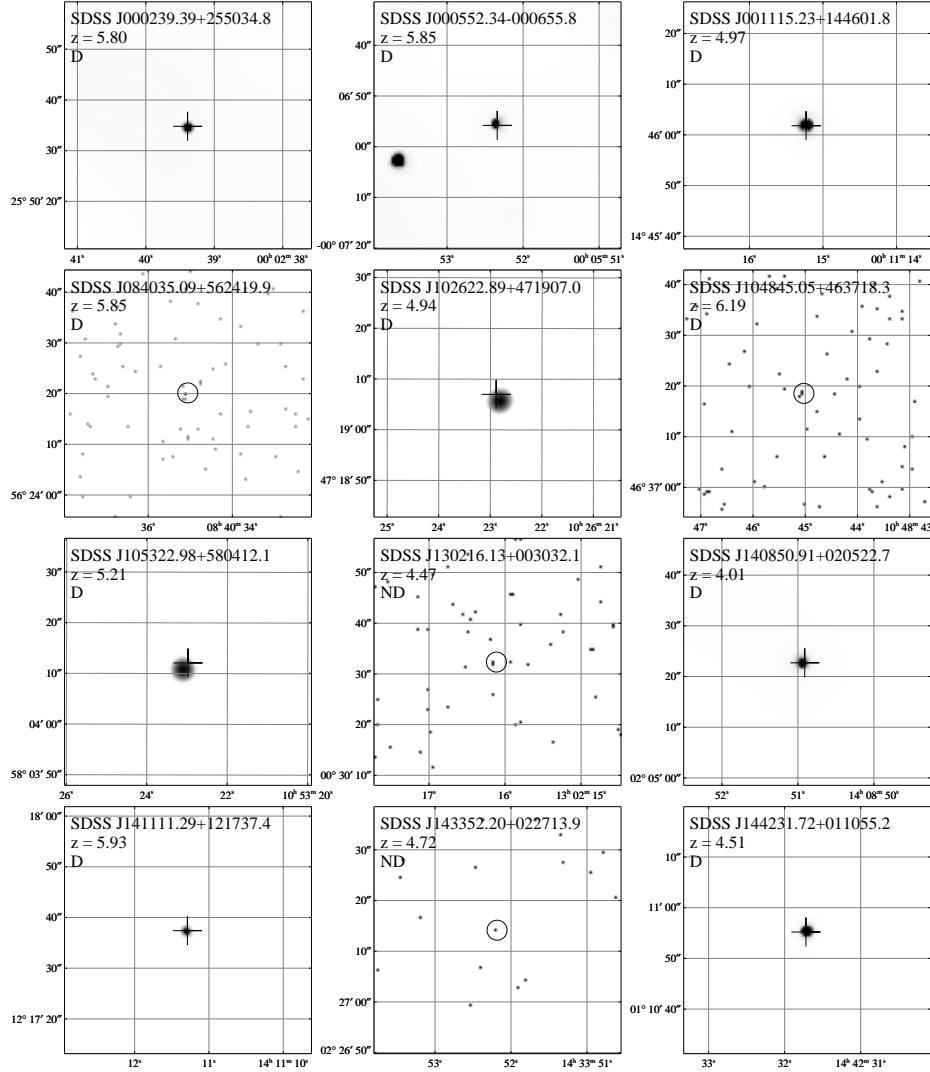 SDSS J000239.39+255034.8
z = 5.80
D
50″
40″
30″
25° 50′ 20″
41ˢ 40ˢ 39ˢ 00ʰ 02ᵐ 38ˢ
SDSS J000552.34-000655.8
z = 5.85
D
40″
06′ 50″
00″
10″
-00° 07′ 20″
53ˢ 52ˢ 00ʰ 05ᵐ 51ˢ
SDSS J001115.23+144601.8
z = 4.97
D
20″
10″
46′ 00″
50″
14° 45′ 40″
16ˢ 15ˢ 00ʰ 11ᵐ 14ˢ
SDSS J084035.09+562419.9
z = 5.85
D
40″
30″
20″
10″
56° 24′ 00″
36ˢ 08ʰ 40ᵐ 34ˢ
SDSS J102622.89+471907.0
z = 4.94
D
30″
20″
10″
19′ 00″
47° 18′ 50″
25ˢ 24ˢ 23ˢ 22ˢ 10ʰ 26ᵐ 21ˢ
SDSS J104845.05+463718.3
z = 6.19
D
40″
30″
20″
10″
46° 37′ 00″
47ˢ 46ˢ 45ˢ 44ˢ 10ʰ 48ᵐ 43ˢ
SDSS J105322.98+580412.1
z = 5.21
D
30″
20″
10″
04′ 00″
58° 03′ 50″
26ˢ 24ˢ 22ˢ 10ʰ 53ᵐ 20ˢ
SDSS J130216.13+003032.1
z = 4.47
ND
50″
40″
30″
20″
00° 30′ 10″
17ˢ 16ˢ 13ʰ 02ᵐ 15ˢ
SDSS J140850.91+020522.7
z = 4.01
D
40″
30″
20″
10″
02° 05′ 00″
52ˢ 51ˢ 14ʰ 08ᵐ 50ˢ
SDSS J141111.29+121737.4
z = 5.93
D
18′ 00″
50″
40″
30″
12° 17′ 20″
12ˢ 11ˢ 14ʰ 11ᵐ 10ˢ
SDSS J143352.20+022713.9
z = 4.72
ND
30″
20″
10″
27′ 00″
02° 26′ 50″
53ˢ 52ˢ 14ʰ 33ᵐ 51ˢ
SDSS J144231.72+011055.2
z = 4.51
D
10″
11′ 00″
50″
01° 10′ 40″
33ˢ 32ˢ 14ʰ 42ᵐ 31ˢ